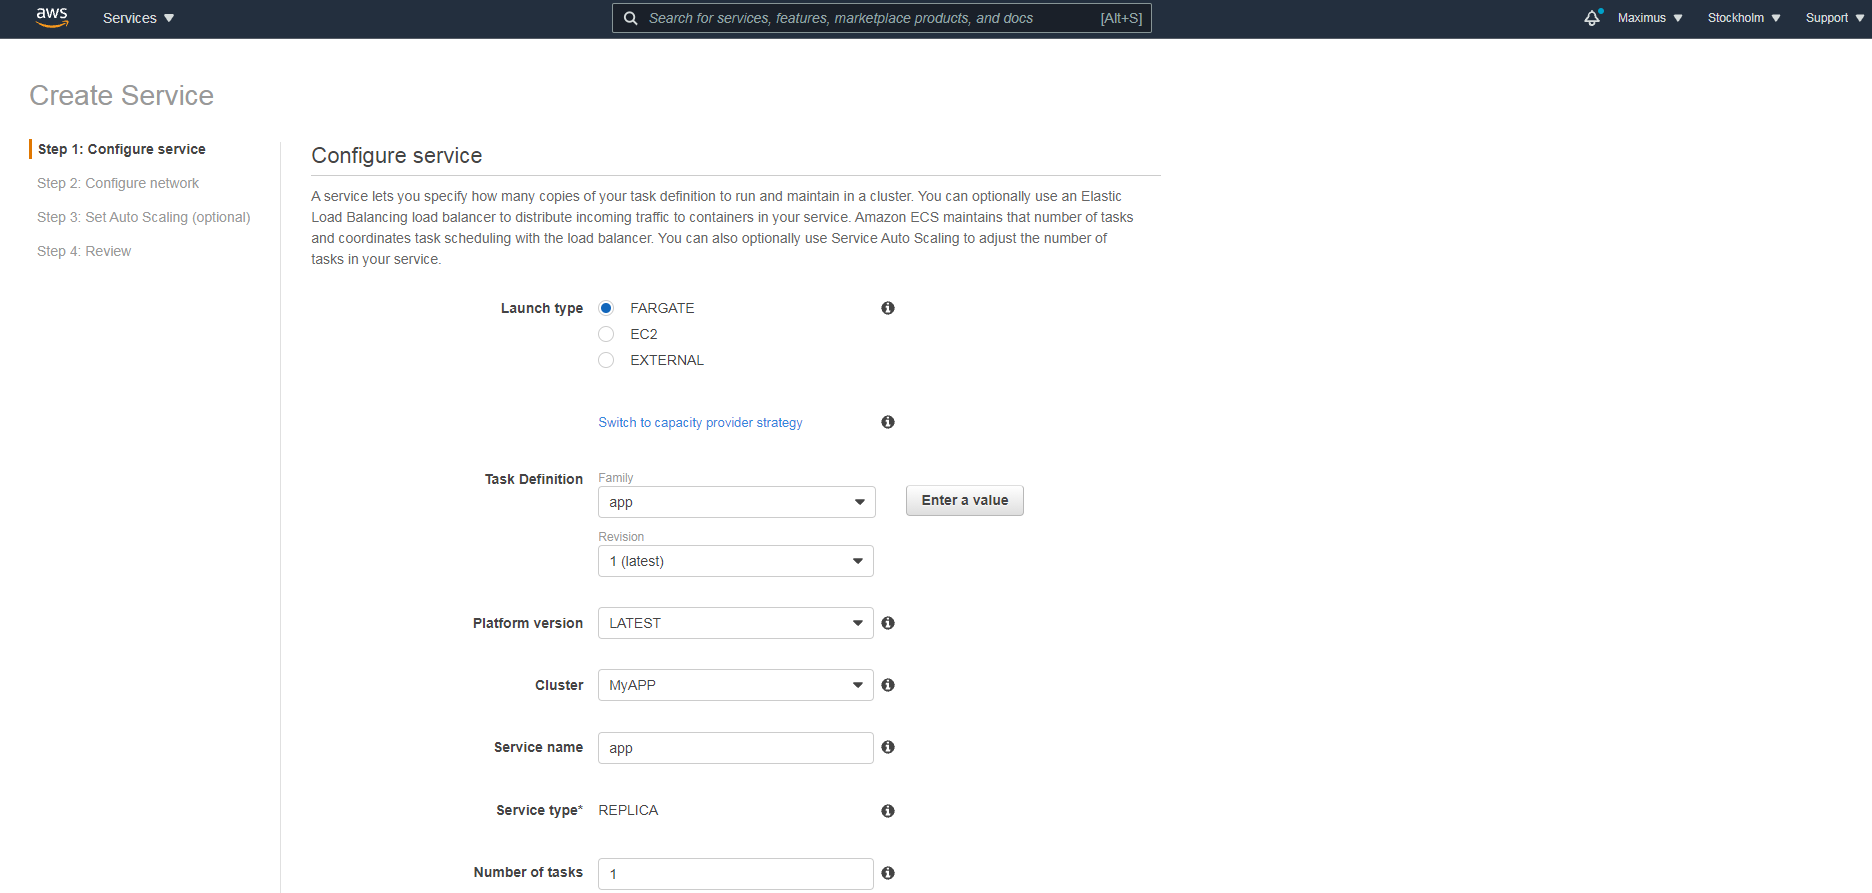 aws
Services
Search for services, features, marketplace products, and docs
[Alt+S]
Maximus
Stockholm
Support
Create Service
Step 1: Configure service
Step 2: Configure network
Step 3: Set Auto Scaling (optional)
Step 4: Review
Configure service
A service lets you specify how many copies of your task definition to run and maintain in a cluster. You can optionally use an Elastic
Load Balancing load balancer to distribute incoming traffic to containers in your service. Amazon ECS maintains that number of tasks
and coordinates task scheduling with the load balancer. You can also optionally use Service Auto Scaling to adjust the number of
tasks in your service.
Launch type
FARGATE
EC2
EXTERNAL
Switch to capacity provider strategy
Task Definition
Family
app
Enter a value
Revision
1 (latest)
Platform version
LATEST
Cluster
MyAPP
Service name
app
Service type*
REPLICA
Number of tasks
1